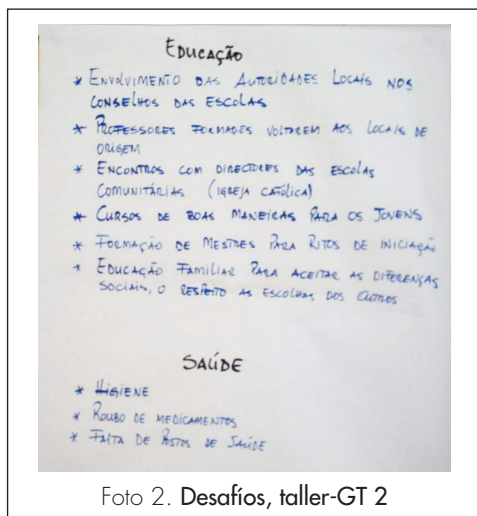 EDUCAÇÃO
* ENVOLVIMENTO DAS AUTORIDADES LOCAIS NOS
CONSELHOS DAS ESCOLAS
* PROFESSORES FORMADOS VOLTAREM AOS LOCAIS DE
ORIGEM
* ENCONTROS COM DIRECTORES DAS ESCOLAS
COMUNITÁRIAS (IGREJA CATÓLICA)
* CURSOS DE BOAS MANEIRAS PARA OS JOVENS
* FORMAÇÃO DE MESTRES PARA RITOS DE INICIAÇÃO
* EDUCAÇÃO FAMILIAR PARA ACEITAR AS DIFERENÇAS
SOCIAIS, O RESPEITO AS ESCOLHAS DOS OUTROS
SAÚDE
* HIGIENE
* ROUBO DE MEDICAMENTOS
* FALTA DE POSTOS DE SAÚDE
Foto 2. Desafíos, taller-GT 2